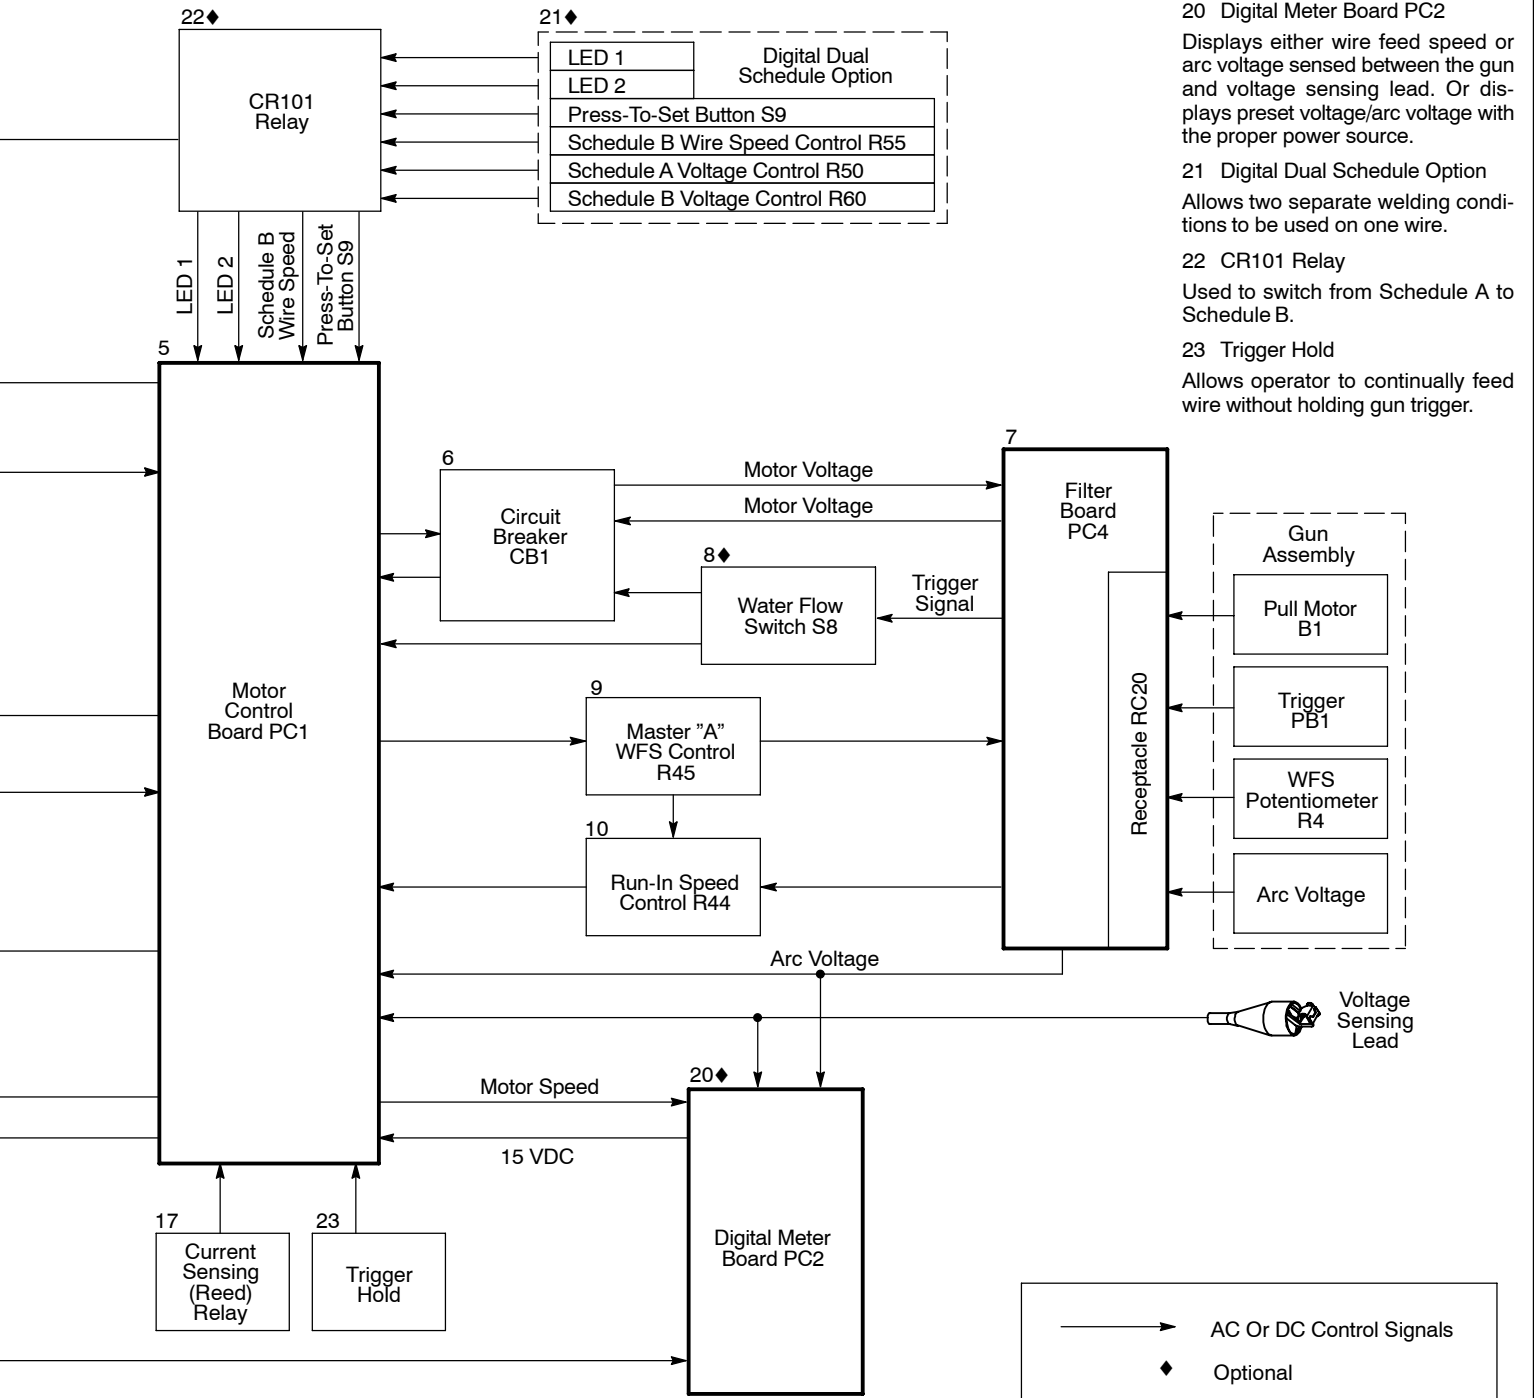 22♦
CR101
Relay
21♦
LED 1
LED 2
Digital Dual
Schedule Option
Press-To-Set Button S9
Schedule B Wire Speed Control R55
Schedule A Voltage Control R50
Schedule B Voltage Control R60
LED 1
LED 2
Schedule B
Wire Speed
Press-To-Set
Button S9
20 Digital Meter Board PC2
Displays either wire feed speed or
arc voltage sensed between the gun
and voltage sensing lead. Or dis-
plays preset voltage/arc voltage with
the proper power source.
21 Digital Dual Schedule Option
Allows two separate welding condi-
tions to be used on one wire.
22 CR101 Relay
Used to switch from Schedule A to
Schedule B.
23 Trigger Hold
Allows operator to continually feed
wire without holding gun trigger.
5
Motor
Control
Board PC1
6
Circuit
Breaker
CB1
Motor Voltage
Motor Voltage
7
Filter
Board
PC4
Receptacle RC20
8♦
Water Flow
Switch S8
Trigger
Signal
9
Master ”A”
WFS Control
R45
10
Run-In Speed
Control R44
Gun
Assembly
Pull Motor
B1
Trigger
PB1
WFS
Potentiometer
R4
Arc Voltage
Arc Voltage
Voltage
Sensing
Lead
Motor Speed
15 VDC
20♦
Digital Meter
Board PC2
17
Current
Sensing
(Reed)
Relay
23
Trigger
Hold
AC Or DC Control Signals
♦ Optional